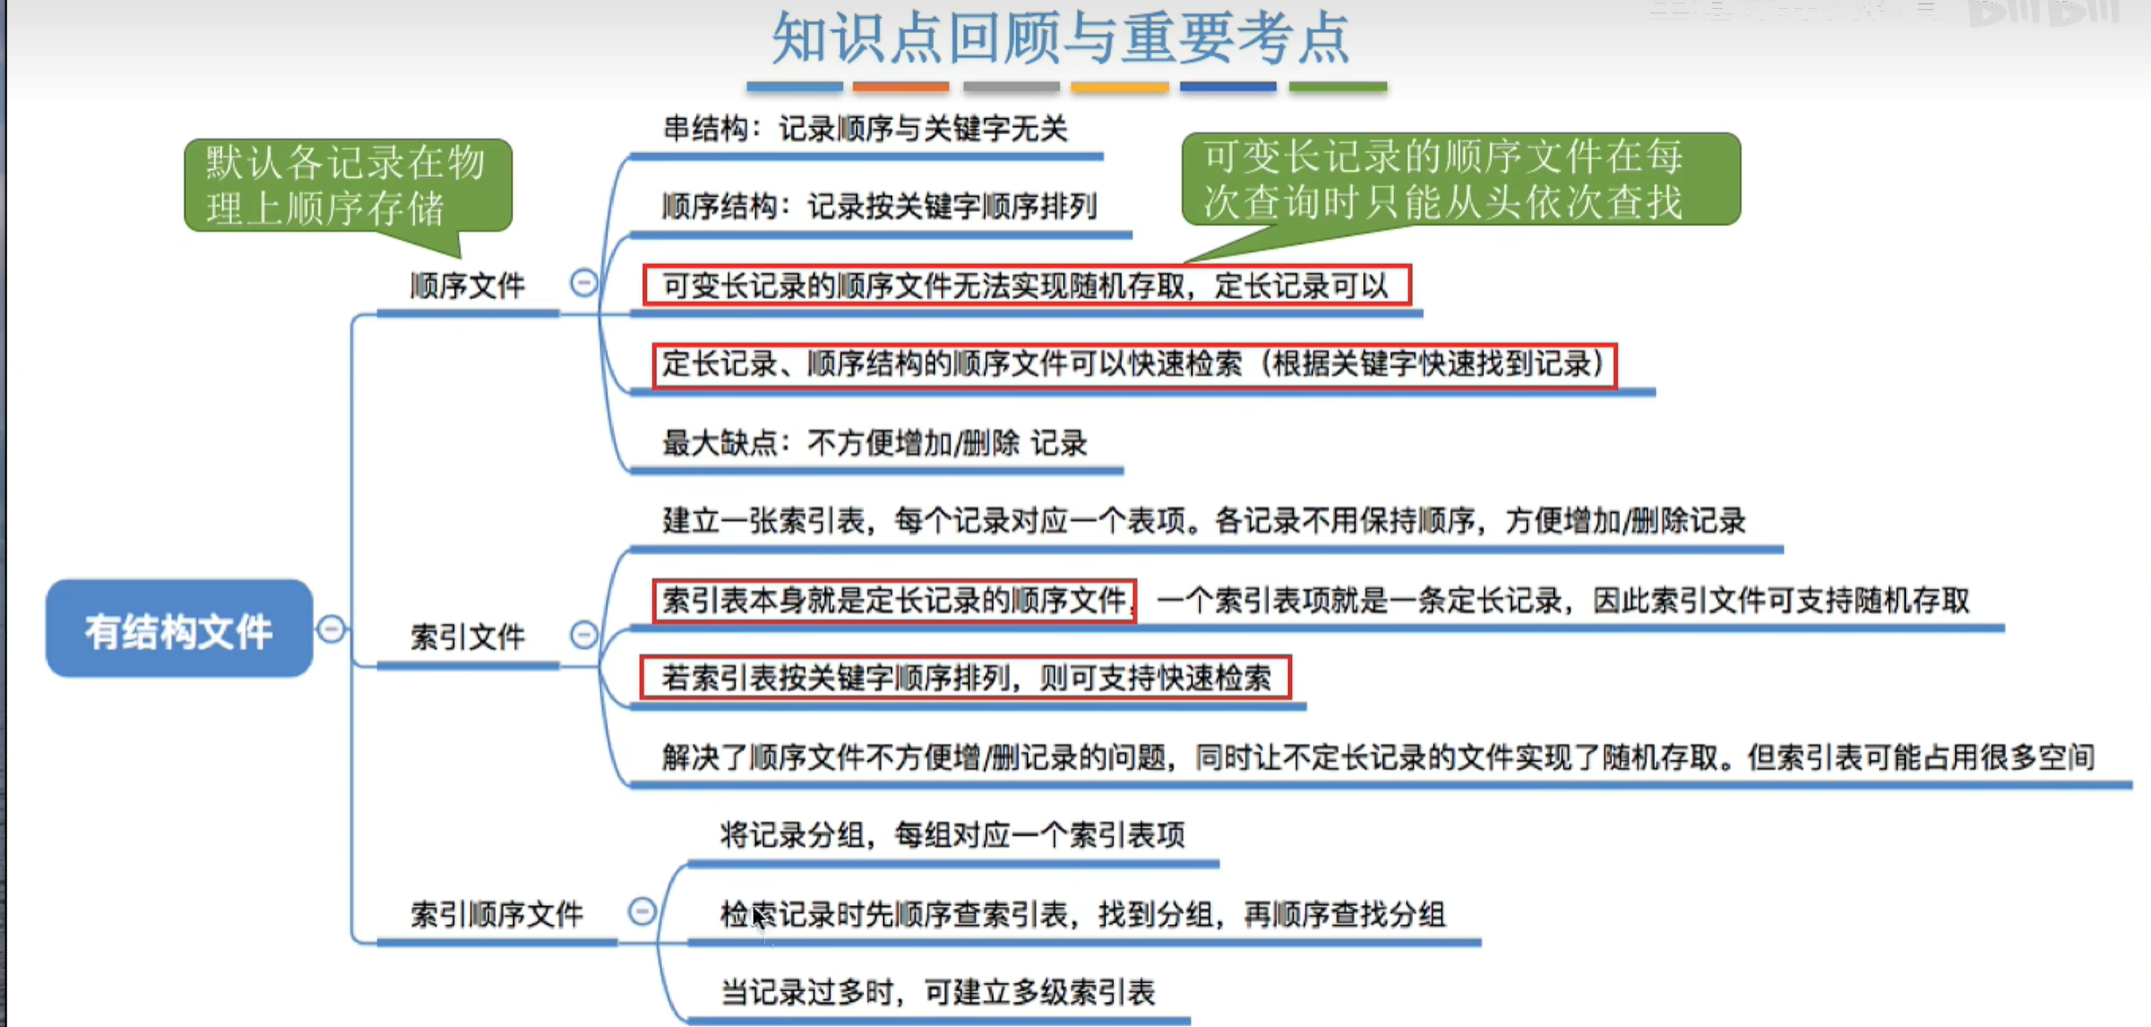 知识点回顾与重要考点
默认各记录在物
理上顺序存储
可变长记录的顺序文件在每
次查询时只能从头依次查找
有结构文件
顺序文件
串结构：记录顺序与关键字无关
顺序结构：记录按关键字顺序排列
可变长记录的顺序文件无法实现随机存取，定长记录可以
定长记录、顺序结构的顺序文件可以快速检索（根据关键字快速找到记录）
最大缺点：不方便增加/删除 记录
索引文件
建立一张索引表，每个记录对应一个表项。各记录不用保持顺序，方便增加/删除记录
索引表本身就是定长记录的顺序文件，一个索引表项就是一条定长记录，因此索引文件可支持随机存取
若索引表按关键字顺序排列，则可支持快速检索
解决了顺序文件不方便增/删记录的问题，同时让不定长记录的文件实现了随机存取。但索引表可能占用很多空间
索引顺序文件
将记录分组，每组对应一个索引表项
检索记录时先顺序查索引表，找到分组，再顺序查找分组
当记录过多时，可建立多级索引表